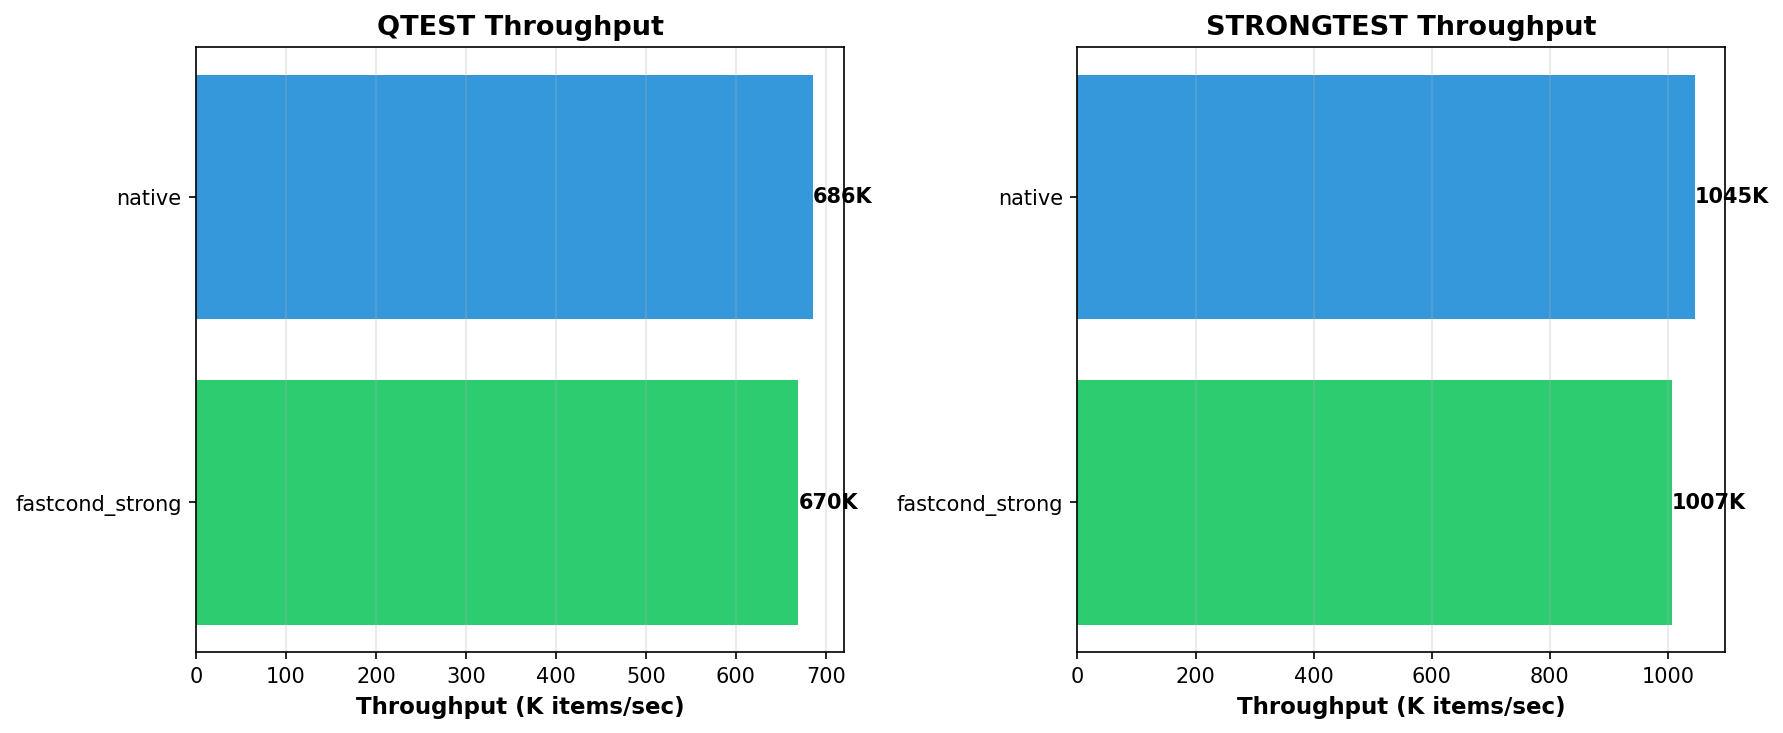 QTEST Throughput
native
686K
fastcond_strong
670K
0 100 200 300 400 500 600 700
Throughput (K items/sec)
STRONGTEST Throughput
native
1045K
fastcond_strong
1007K
0 200 400 600 800 1000
Throughput (K items/sec)